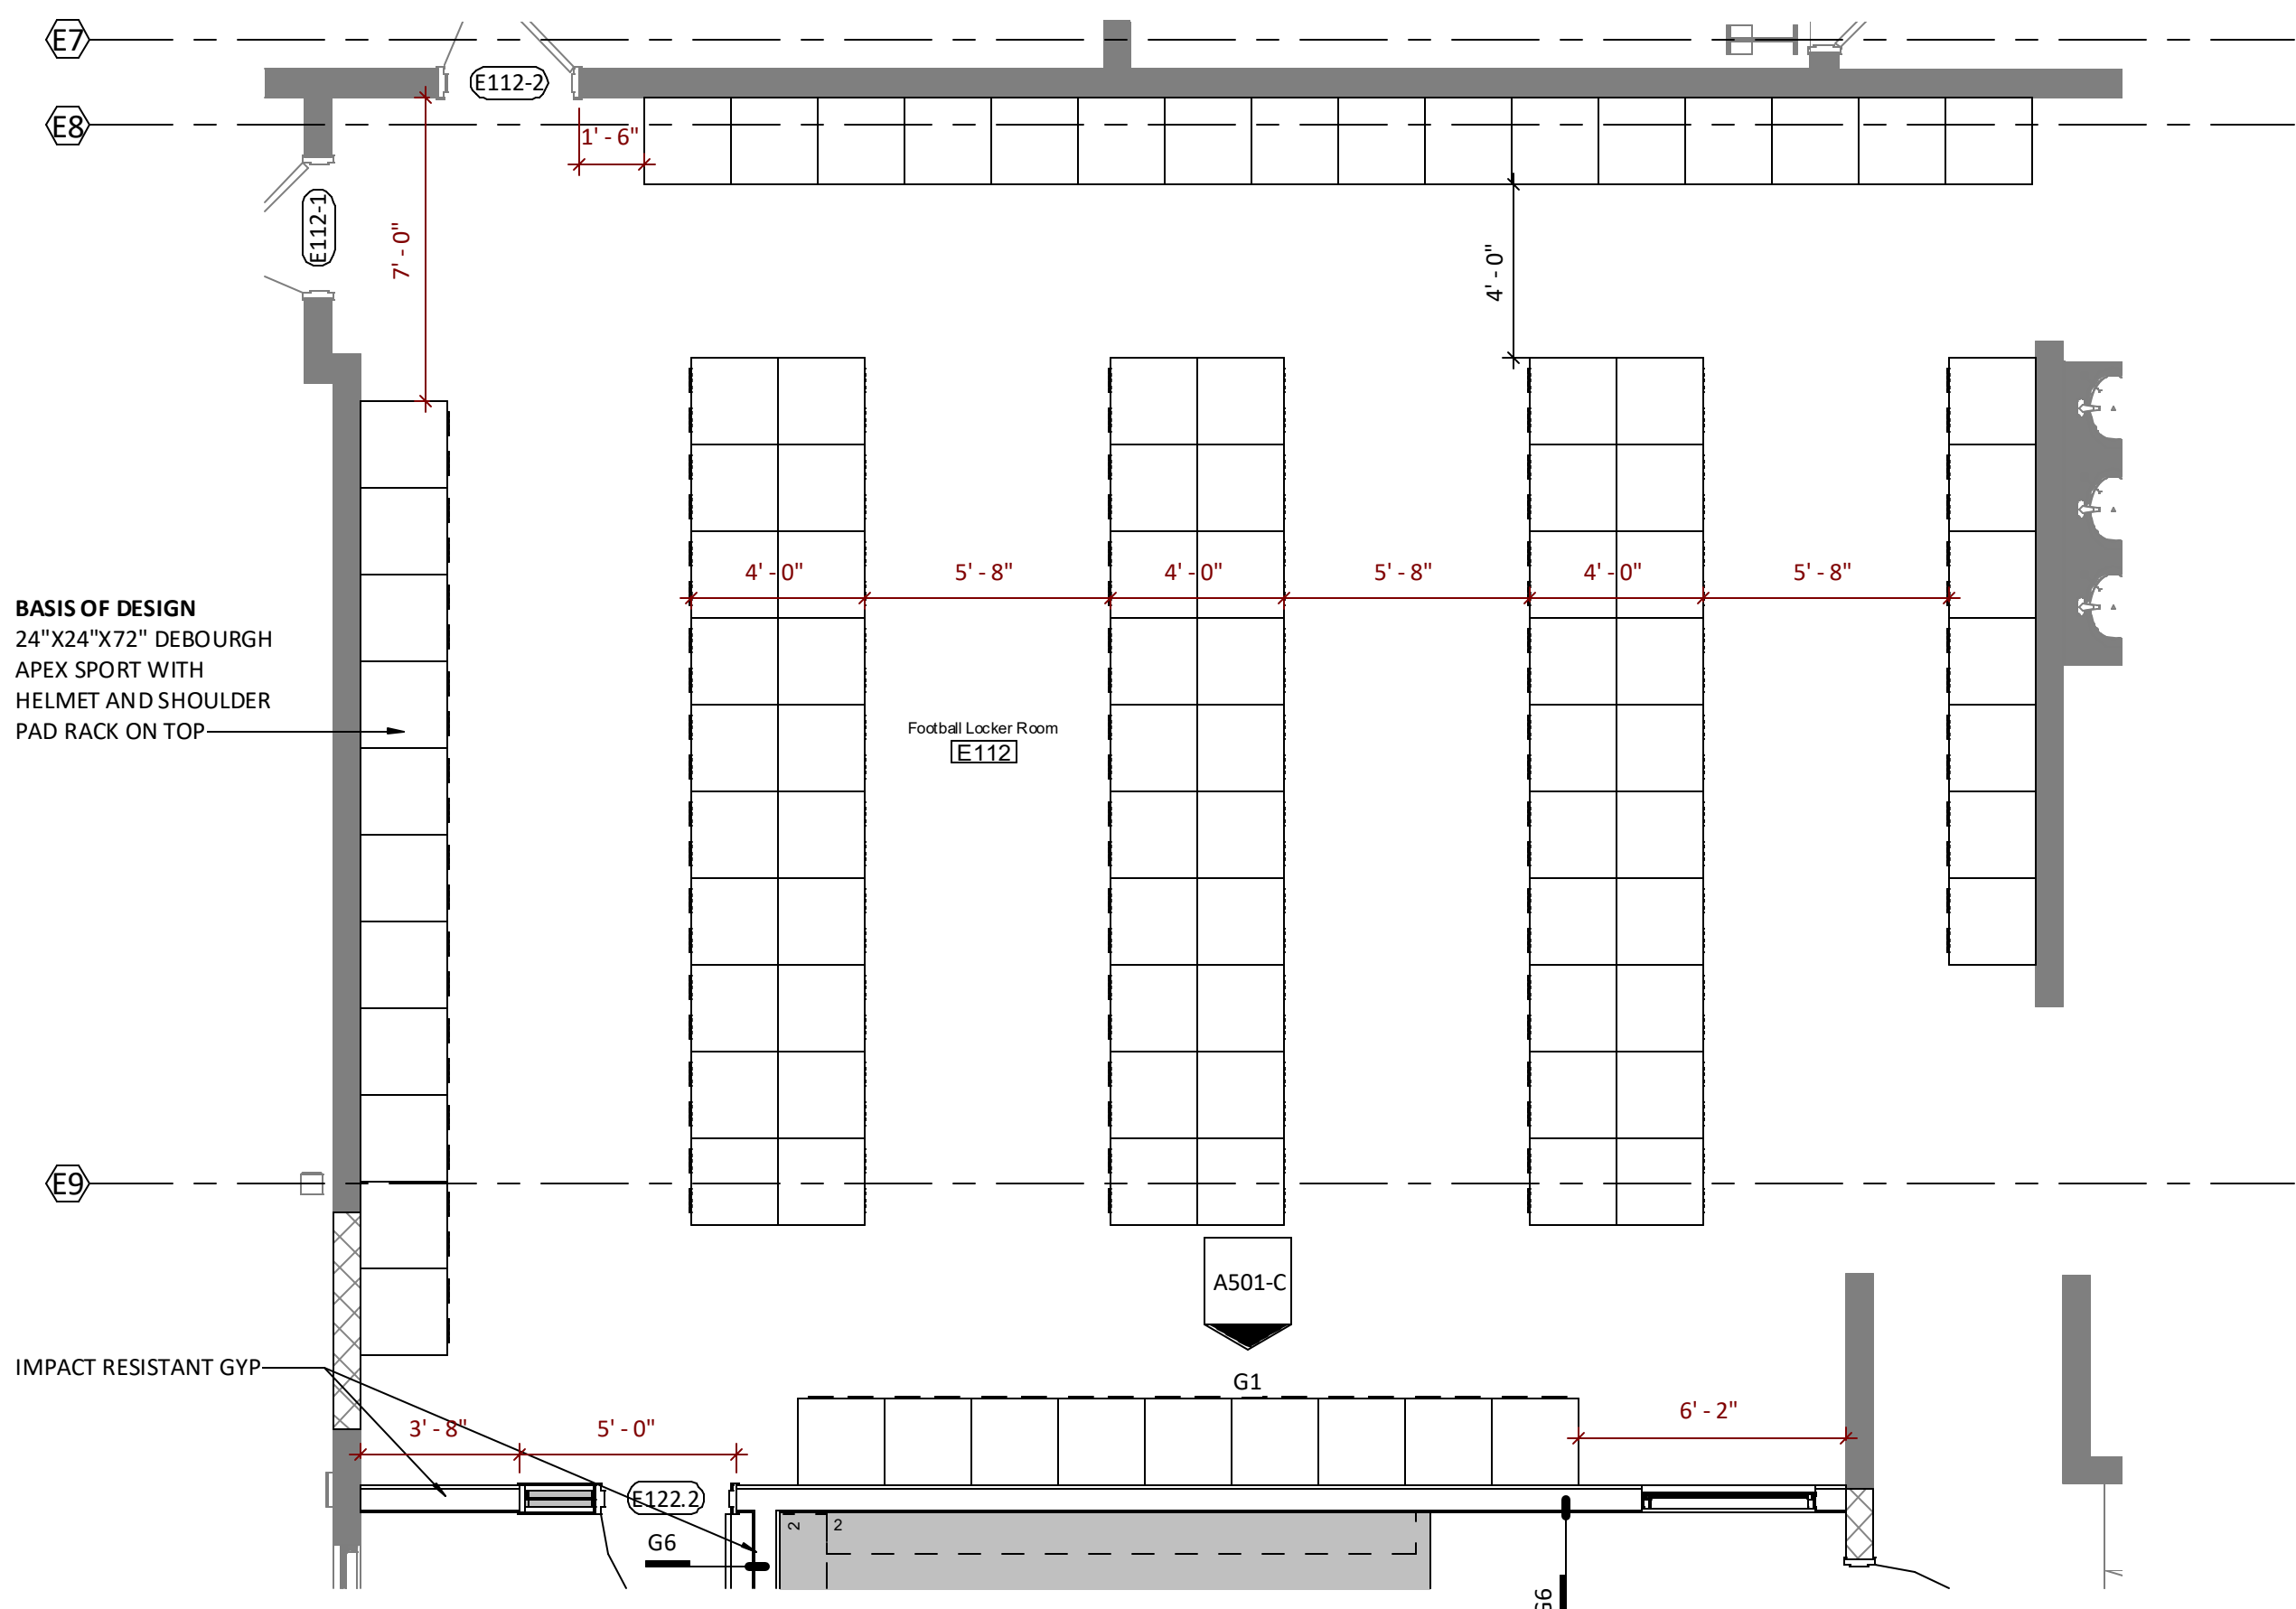 E7
E112-2
E8
1' - 6"
E112-1
7' - 0"
4' - 0"
4' - 0"
5' - 8"
4' - 0"
5' - 8"
4' - 0"
5' - 8"
BASIS OF DESIGN
24"X24"X72" DEBOURGH
APEX SPORT WITH
HELMET AND SHOULDER
PAD RACK ON TOP
Football Locker Room
E112
E9
A501-C
IMPACT RESISTANT GYP
G1
3' - 8"
5' - 0"
6' - 2"
E122.2
2
2
G6
G6